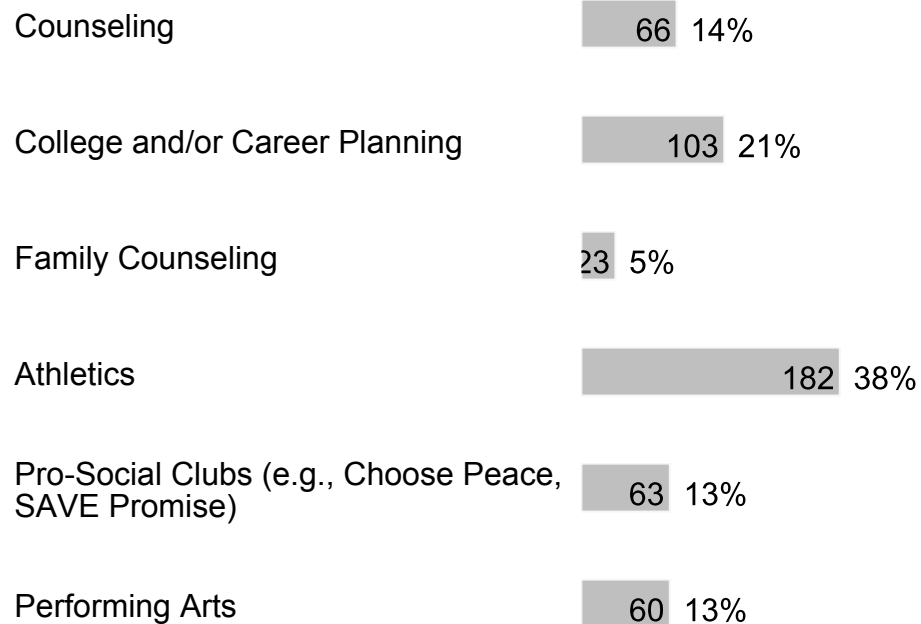 Counseling 66 14%
College and/or Career Planning 103 21%
Family Counseling 23 5%
Athletics 182 38%
Pro-Social Clubs (e.g., Choose Peace,
SAVE Promise) 63 13%
Performing Arts 60 13%